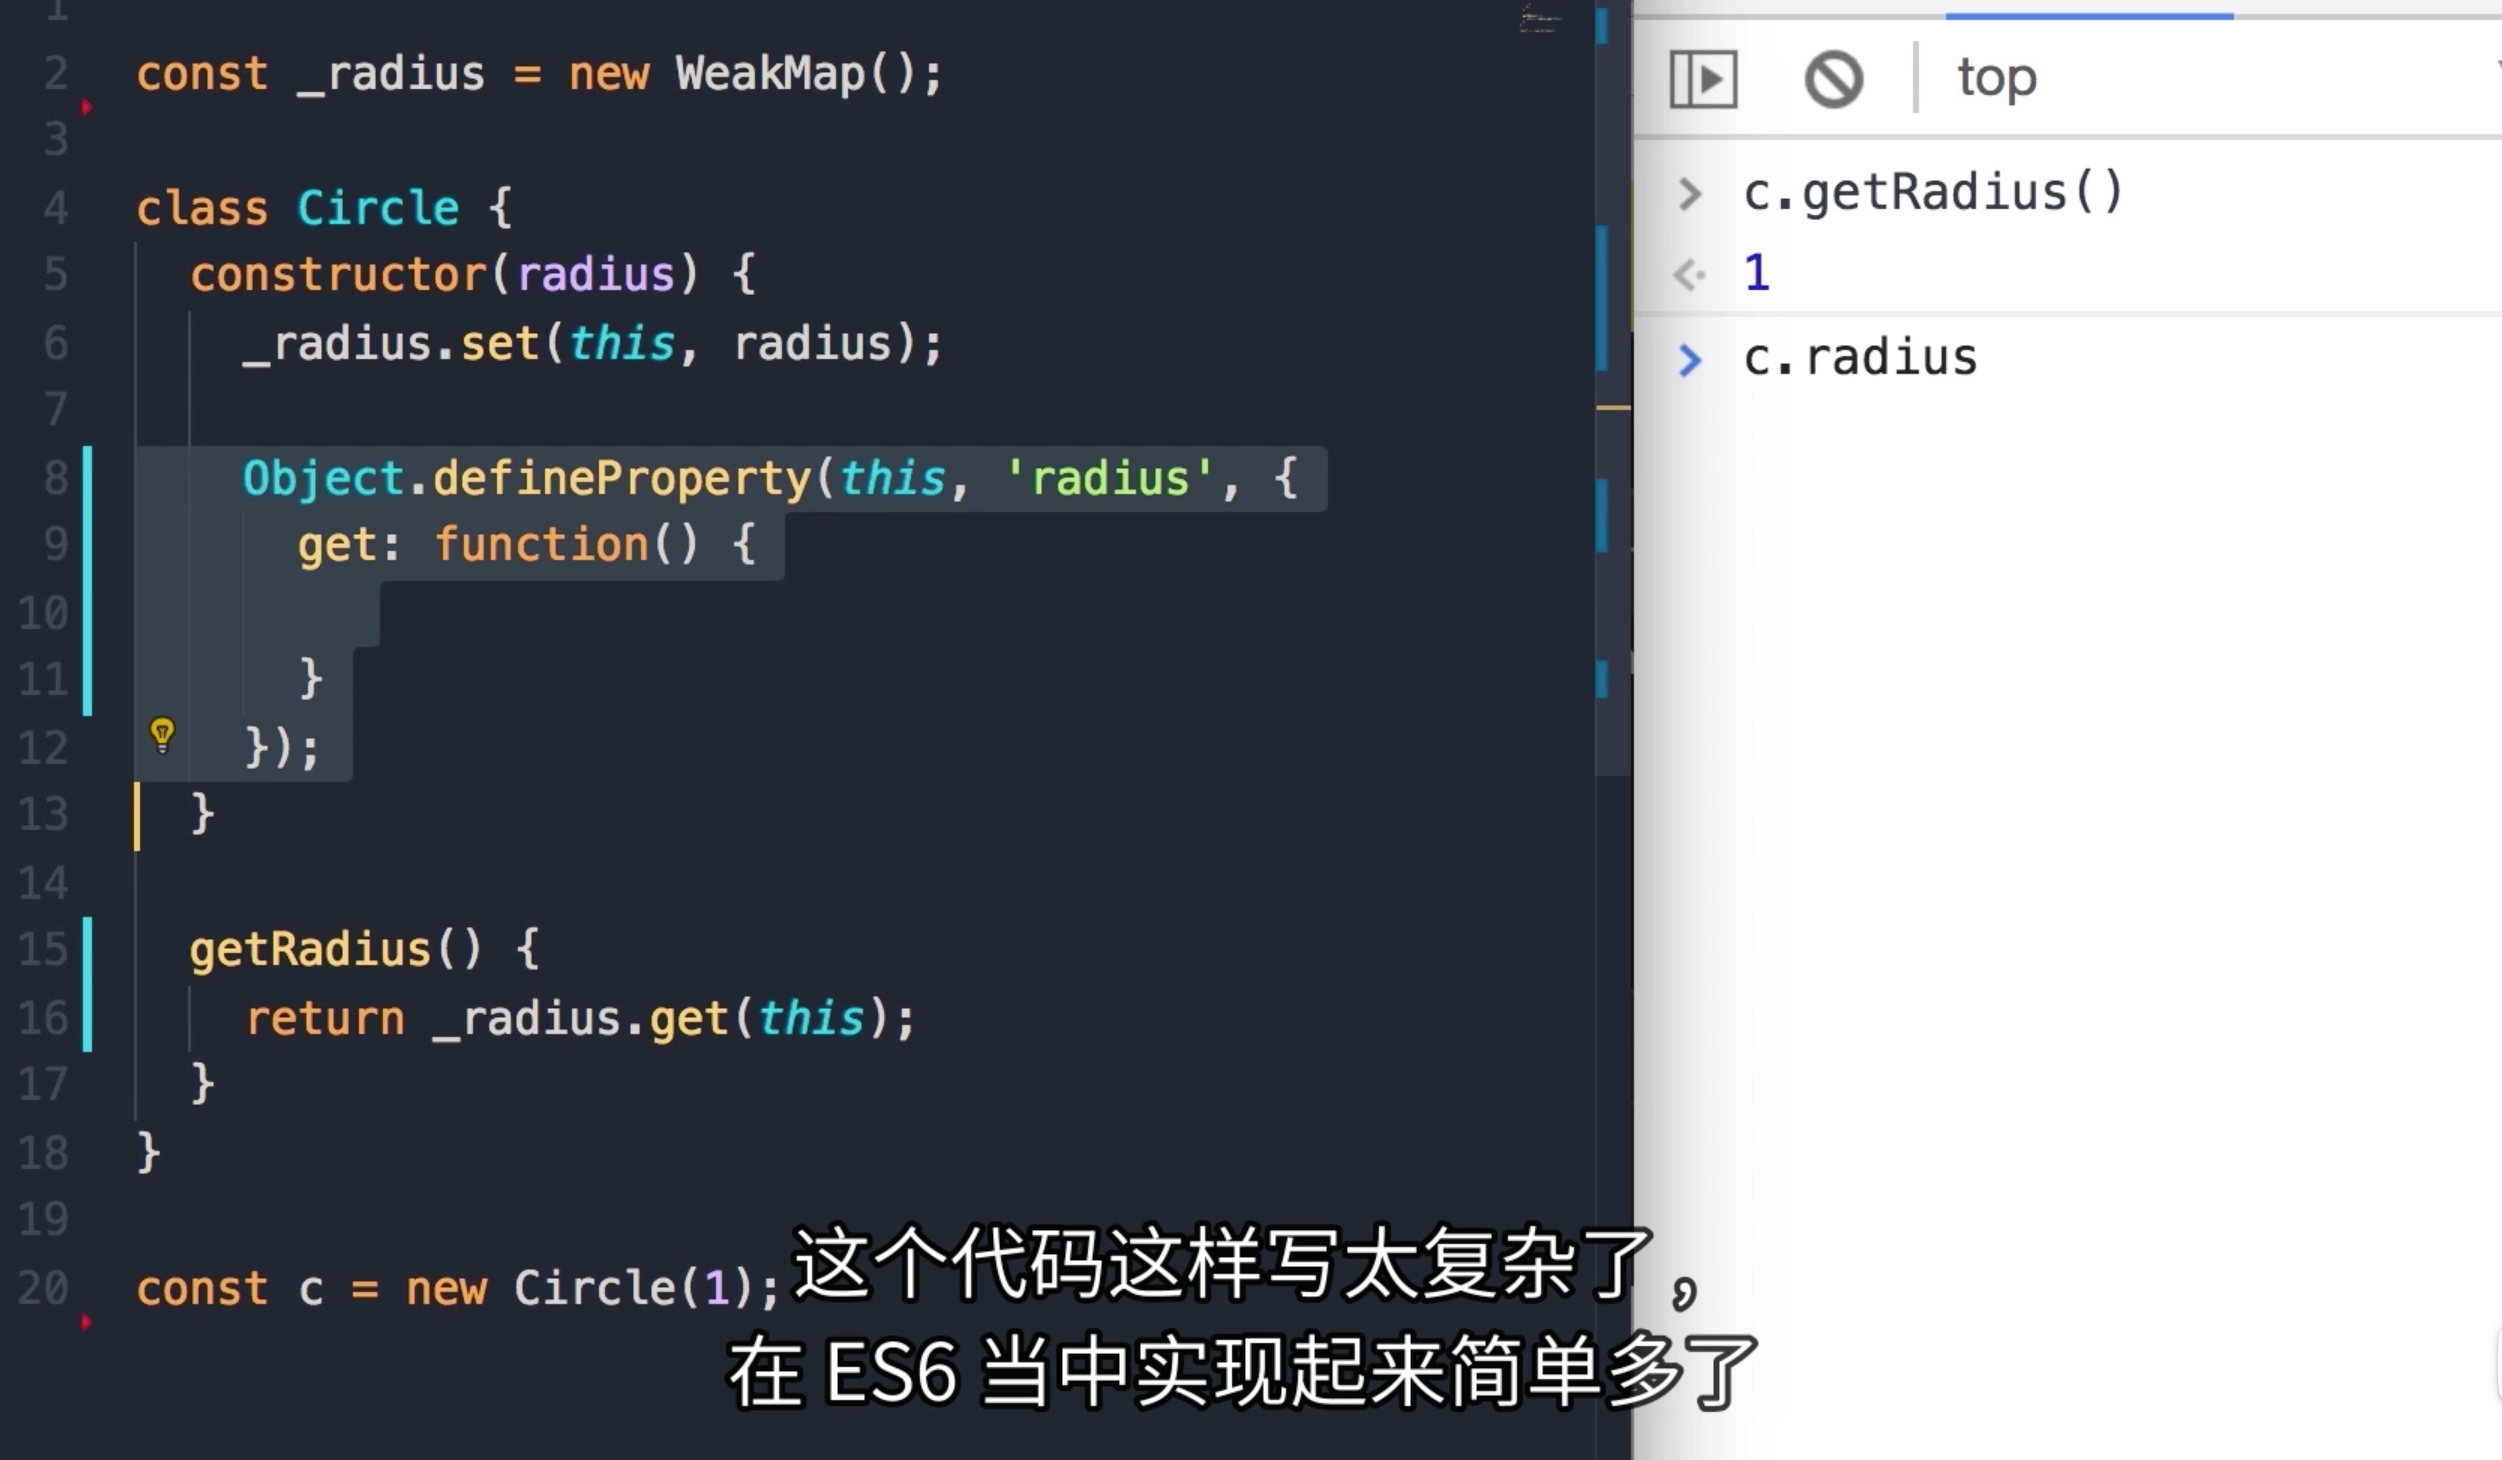 1
2 const _radius = new WeakMap();
3
4 class Circle {
5 constructor(radius) {
6 _radius.set(this, radius);
7
8 Object.defineProperty(this, 'radius', {
9 get: function() {
10
11 }
12 });
13 }
14
15 getRadius() {
16 return _radius.get(this);
17 }
18 }
19
20 const c = new Circle(1);
top
> c.getRadius()
<· 1
> c.radius
这个代码这样写太复杂了，
在 ES6 当中实现起来简单多了